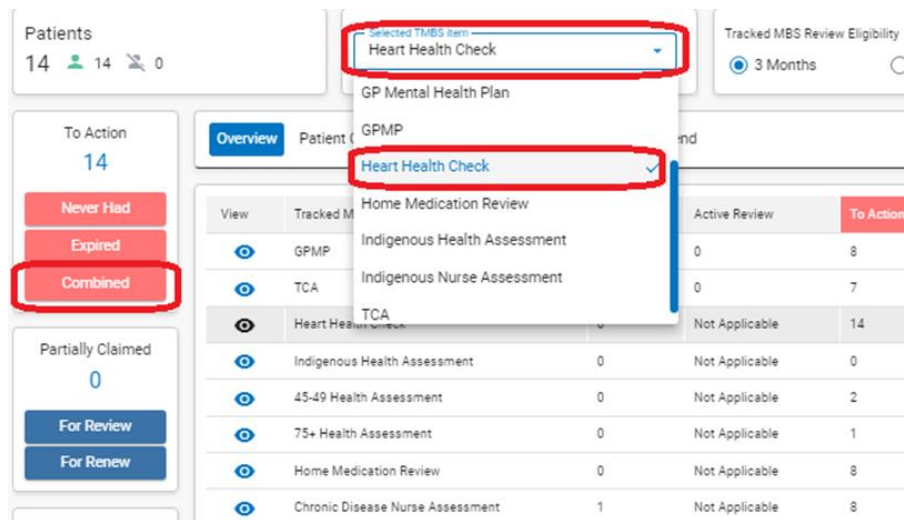 Patients
14 14 0
Selected TMBS Item
Heart Health Check
GP Mental Health Plan
GPMP
Heart Health Check
Home Medication Review
Indigenous Health Assessment
Indigenous Nurse Assessment
TCA
Tracked MBS Review Eligibility
3 Months
To Action
14
Never Had
Expired
Combined
Partially Claimed
0
For Review
For Renew
Overview Patient
View Tracked M Active Review To Action
GPMP 0 8
TCA 0 7
Heart Health Check 0 Not Applicable 14
Indigenous Health Assessment 0 Not Applicable 0
45-49 Health Assessment 0 Not Applicable 2
75+ Health Assessment 0 Not Applicable 1
Home Medication Review 0 Not Applicable 8
Chronic Disease Nurse Assessment 1 Not Applicable 8